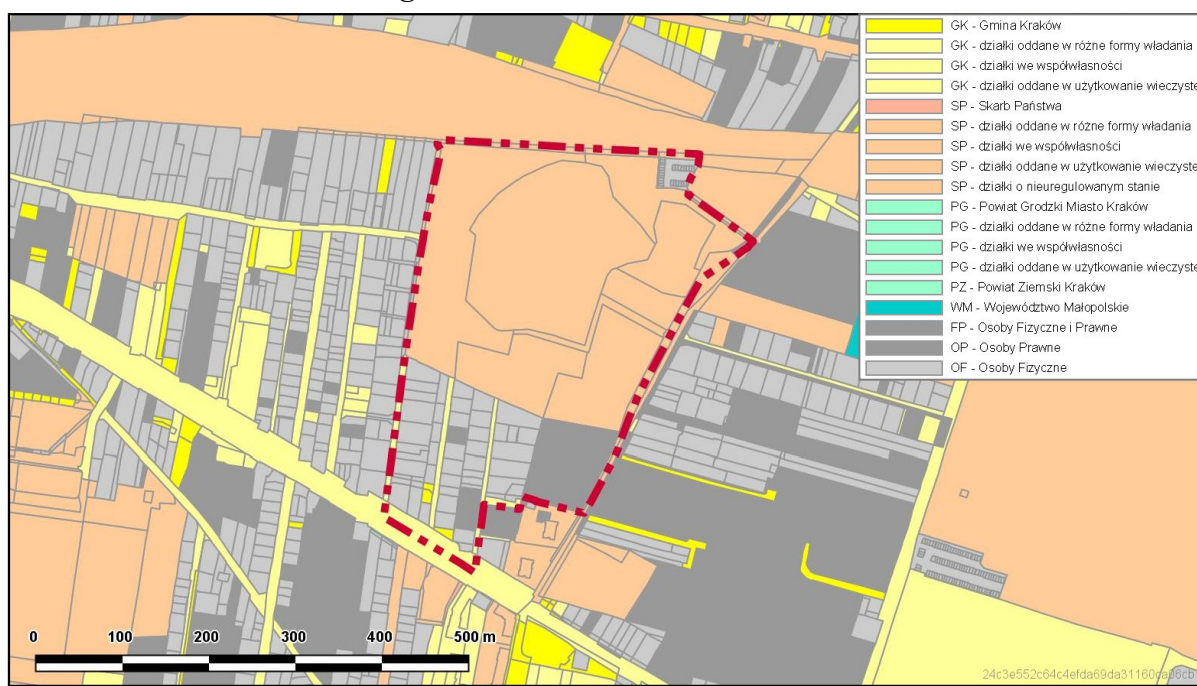 GK - Gmina Kraków
GK - działki oddane w różne formy władania
GK - działki we współwłasności
GK - działki oddane w użytkowanie wieczyste
SP - Skarb Państwa
SP - działki oddane w różne formy władania
SP - działki we współwłasności
SP - działki oddane w użytkowanie wieczyste
SP - działki o nieuregulowanym stanie
PG - Powiat Grodzki Miasto Kraków
PG - działki oddane w różne formy władania
PG - działki we współwłasności
PG - działki oddane w użytkowanie wieczyste
PZ - Powiat Ziemski Kraków
WM - Województwo Małopolskie
FP - Osoby Fizyczne i Prawne
OP - Osoby Prawne
OF - Osoby Fizyczne
0 100 200 300 400 500 m